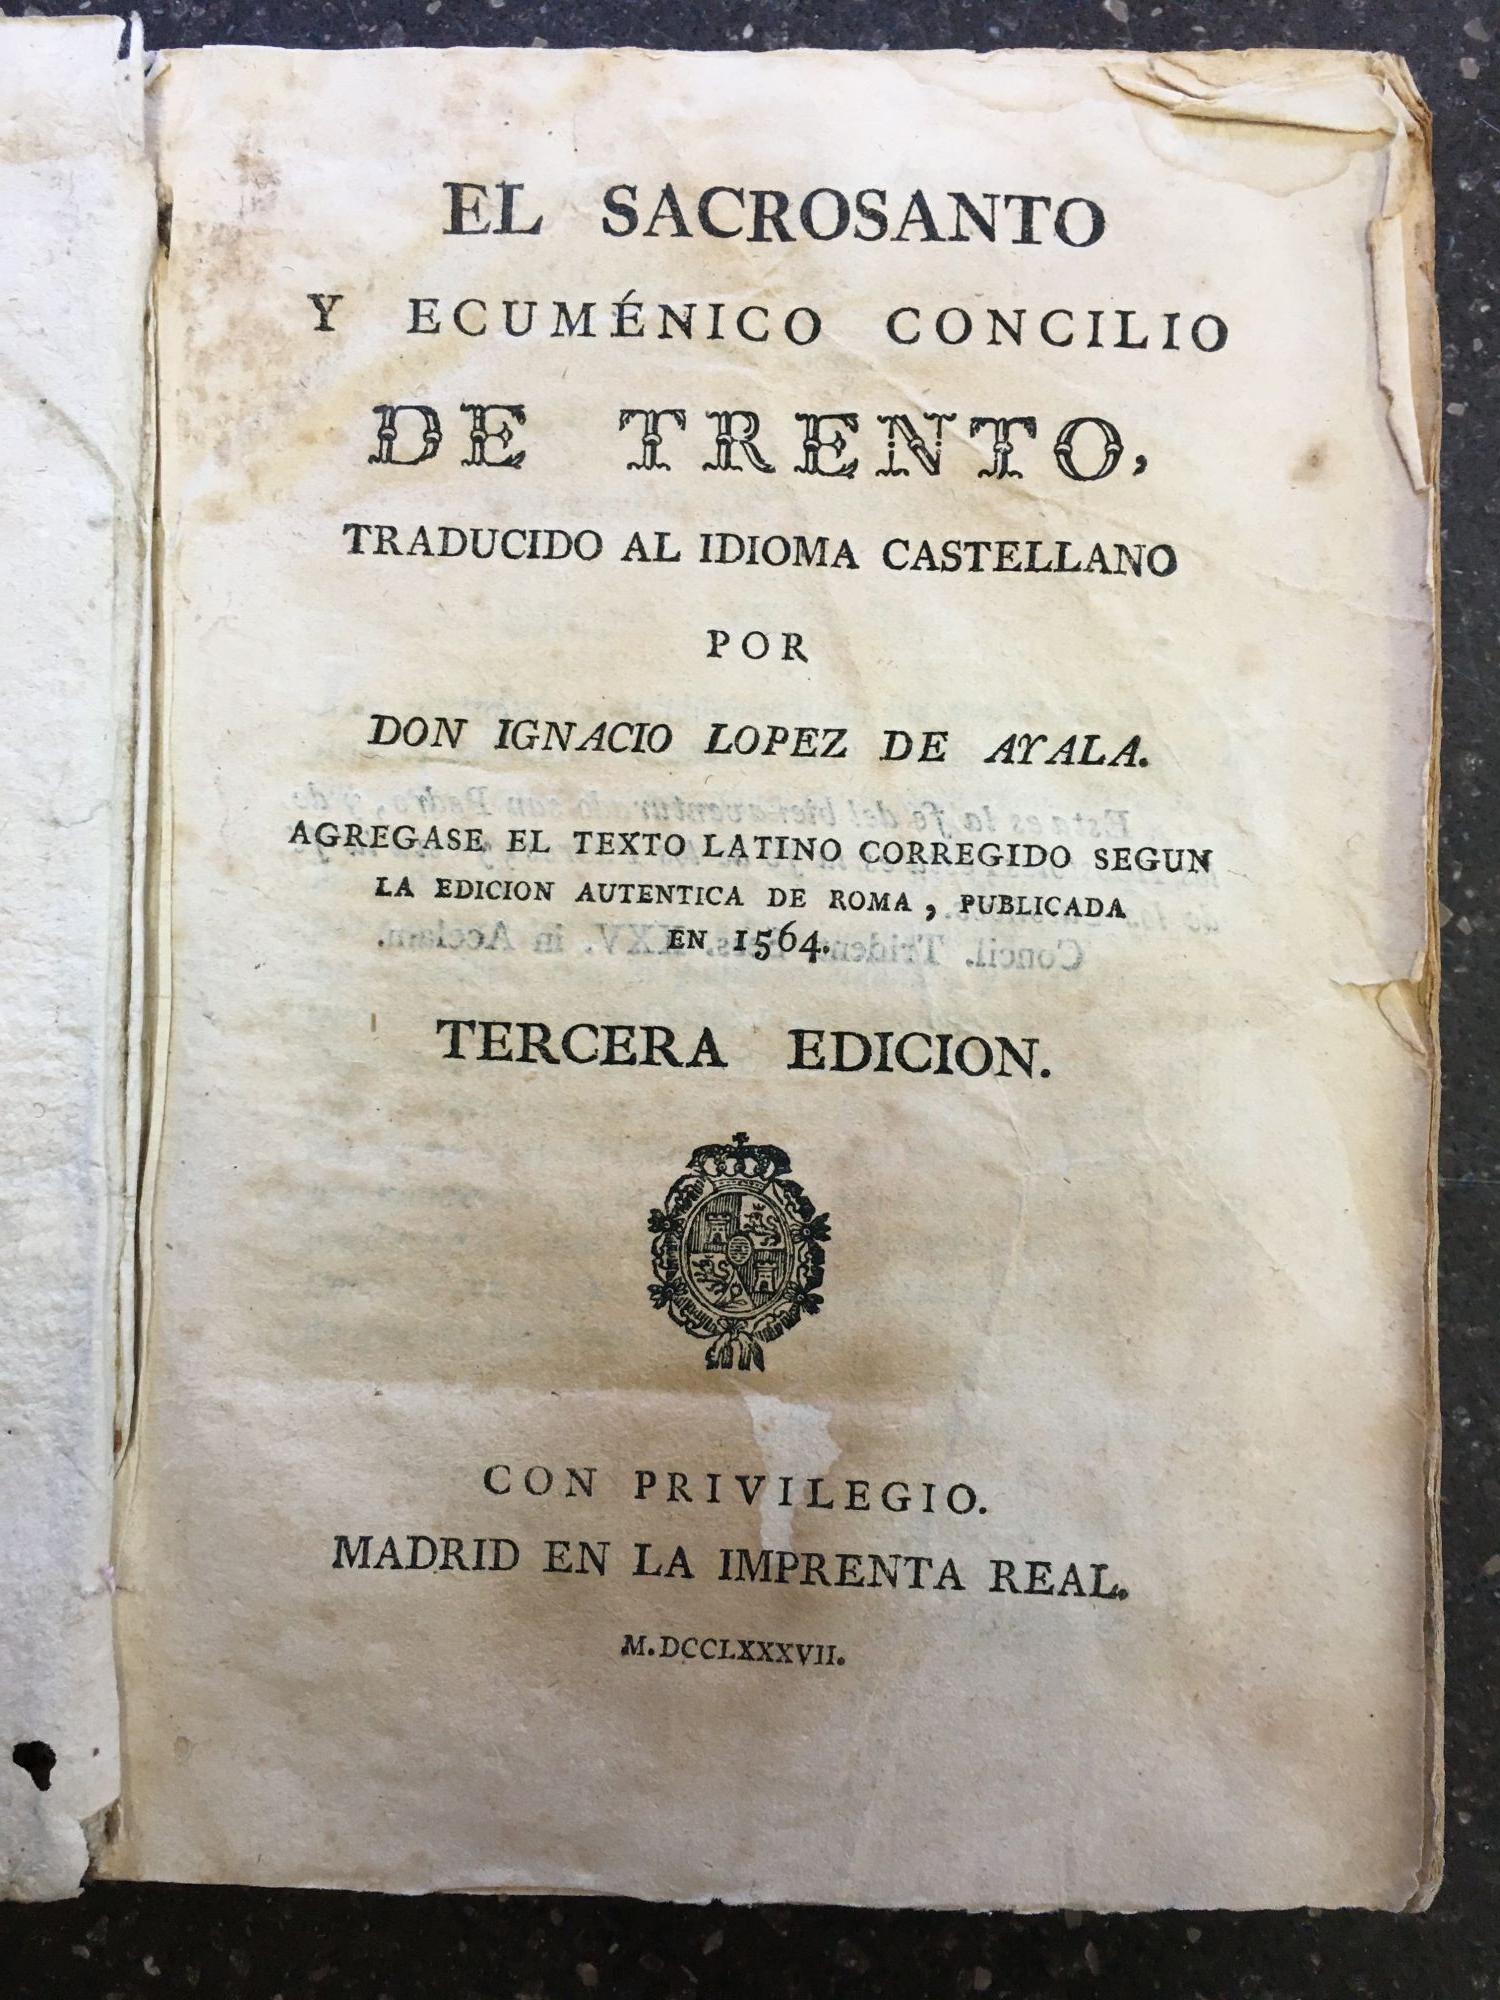 EL SACROSANTO
Y ECUMÉNICO CONCILIO
DE TRENTO,
TRADUCIDO AL IDIOMA CASTELLANO
POR
DON IGNACIO LOPEZ DE AYALA.
AGREGASE EL TEXTO LATINO CORREGIDO SEGUN
LA EDICION AUTENTICA DE ROMA, PUBLICADA
EN 1564.
TERCERA EDICION.
CON PRIVILEGIO.
MADRID EN LA IMPRENTA REAL.
M.DCCLXXXVII.